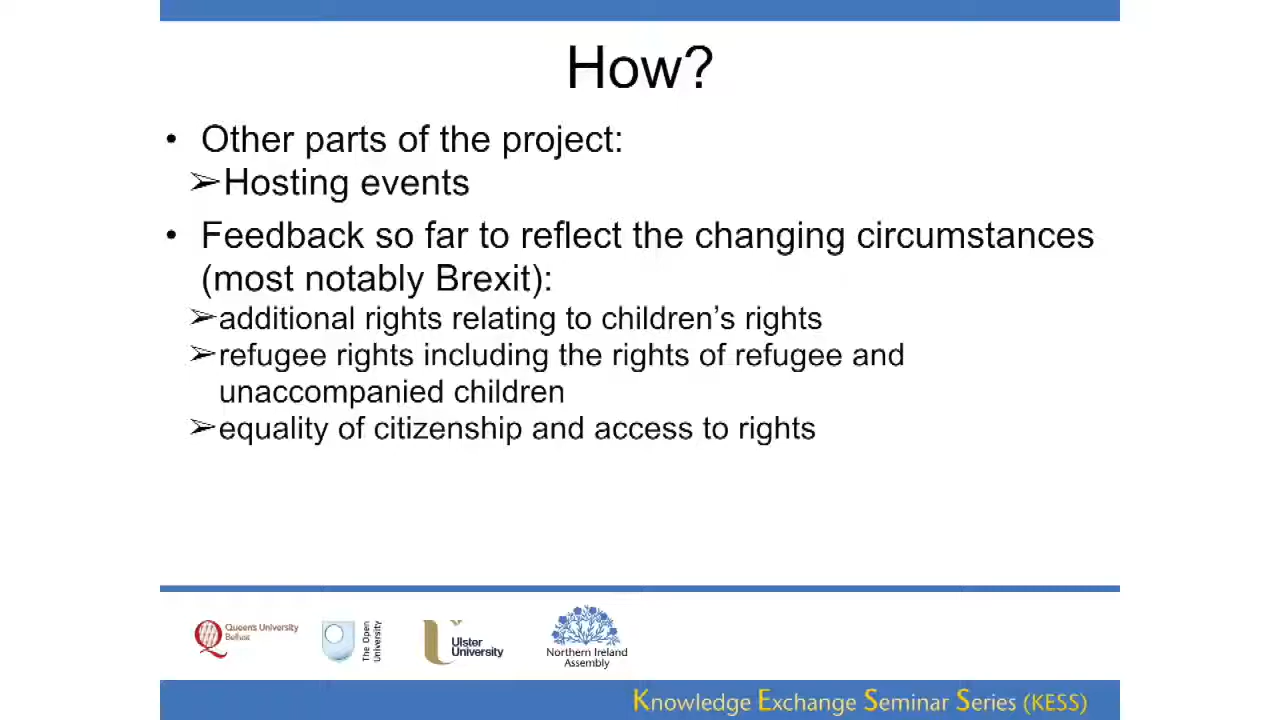 How?
• Other parts of the project:
➢Hosting events
• Feedback so far to reflect the changing circumstances
(most notably Brexit):
➢additional rights relating to children’s rights
➢refugee rights including the rights of refugee and
unaccompanied children
➢equality of citizenship and access to rights
Queen's University
Belfast
The Open
University
Ulster
University
Northern Ireland
Assembly
Knowledge Exchange Seminar Series (KESS)